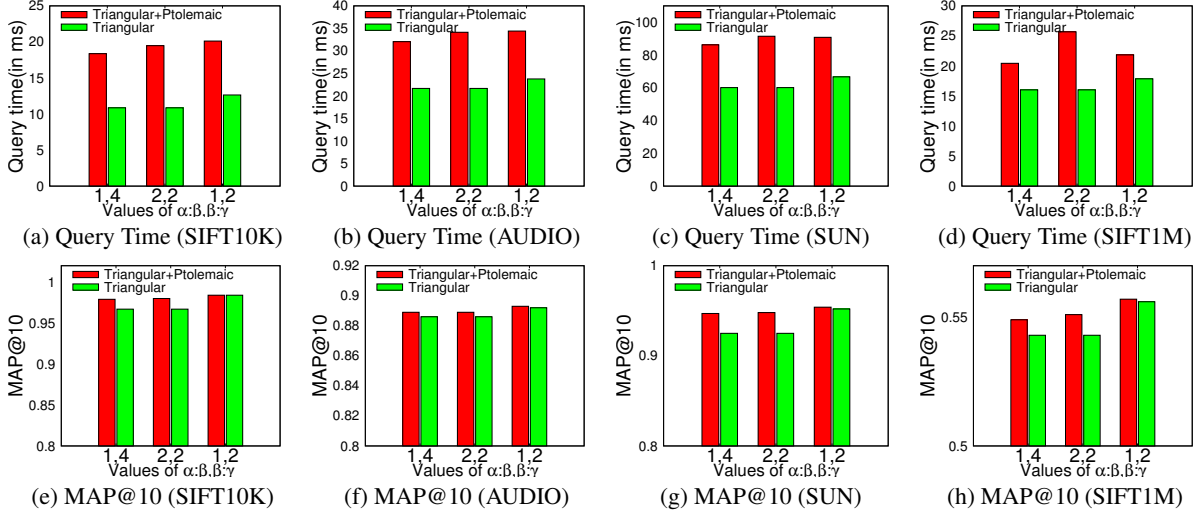 25
20
15
10
5
0
Query time(in ms)
Triangular+Ptolemaic
Triangular
1,4 2,2 1,2
Values of α:β,β:γ
(a) Query Time (SIFT10K)
40
35
30
25
20
15
10
5
0
Query time(in ms)
Triangular+Ptolemaic
Triangular
1,4 2,2 1,2
Values of α:β,β:γ
(b) Query Time (AUDIO)
100
80
60
40
20
0
Query time(in ms)
Triangular+Ptolemaic
Triangular
1,4 2,2 1,2
Values of α:β,β:γ
(c) Query Time (SUN)
30
25
20
15
10
5
0
Query time(in ms)
Triangular+Ptolemaic
Triangular
1,4 2,2 1,2
Values of α:β,β:γ
(d) Query Time (SIFT1M)
1
0.95
0.9
0.85
0.8
MAP@10
Triangular+Ptolemaic
Triangular
1,4 2,2 1,2
Values of α:β,β:γ
(e) MAP@10 (SIFT10K)
0.92
0.9
0.88
0.86
0.84
0.82
0.8
MAP@10
Triangular+Ptolemaic
Triangular
1,4 2,2 1,2
Values of α:β,β:γ
(f) MAP@10 (AUDIO)
1
0.9
0.8
MAP@10
Triangular+Ptolemaic
Triangular
1,4 2,2 1,2
Values of α:β,β:γ
(g) MAP@10 (SUN)
0.55
0.5
MAP@10
Triangular+Ptolemaic
Triangular
1,4 2,2 1,2
Values of α:β,β:γ
(h) MAP@10 (SIFT1M)